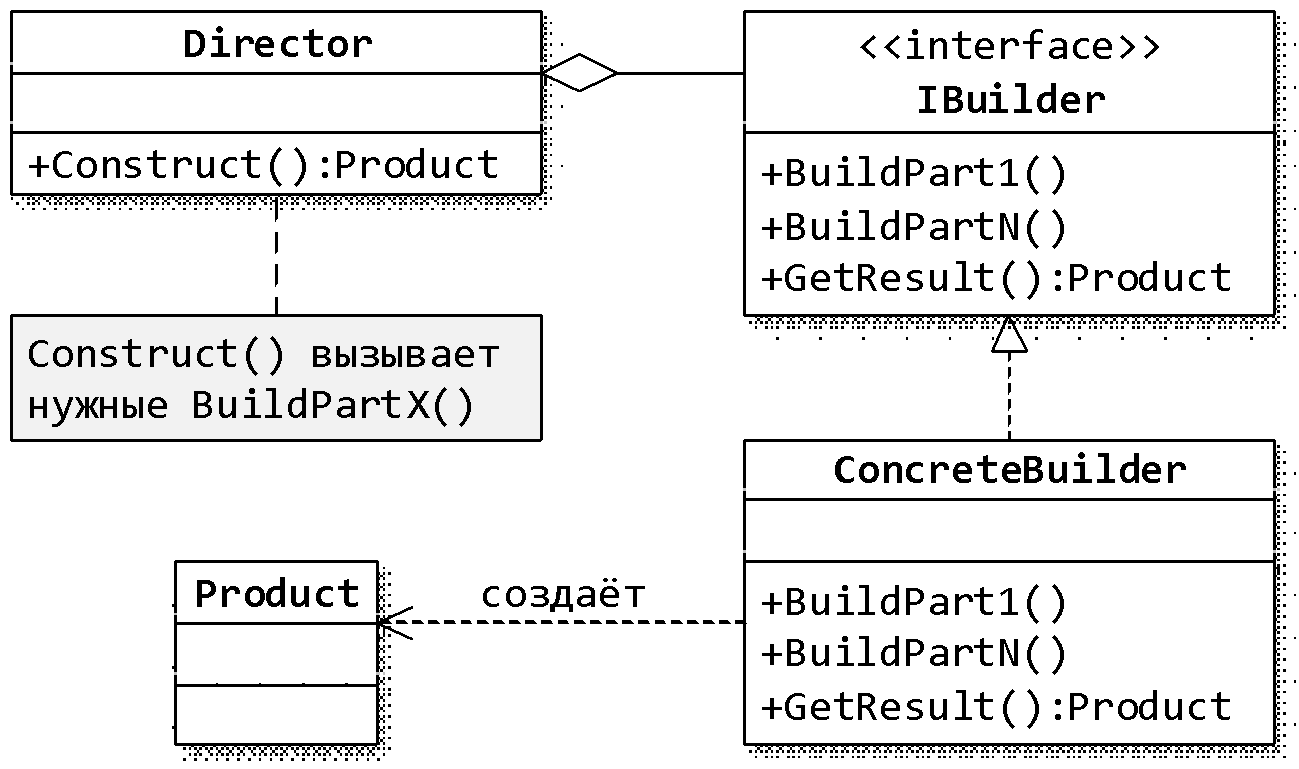 Director
+Construct():Product
<<interface>>
IBuilder
+BuildPart1()
+BuildPartN()
+GetResult():Product
Construct() вызывает
нужные BuildPartX()
ConcreteBuilder
+BuildPart1()
+BuildPartN()
+GetResult():Product
создаёт
Product